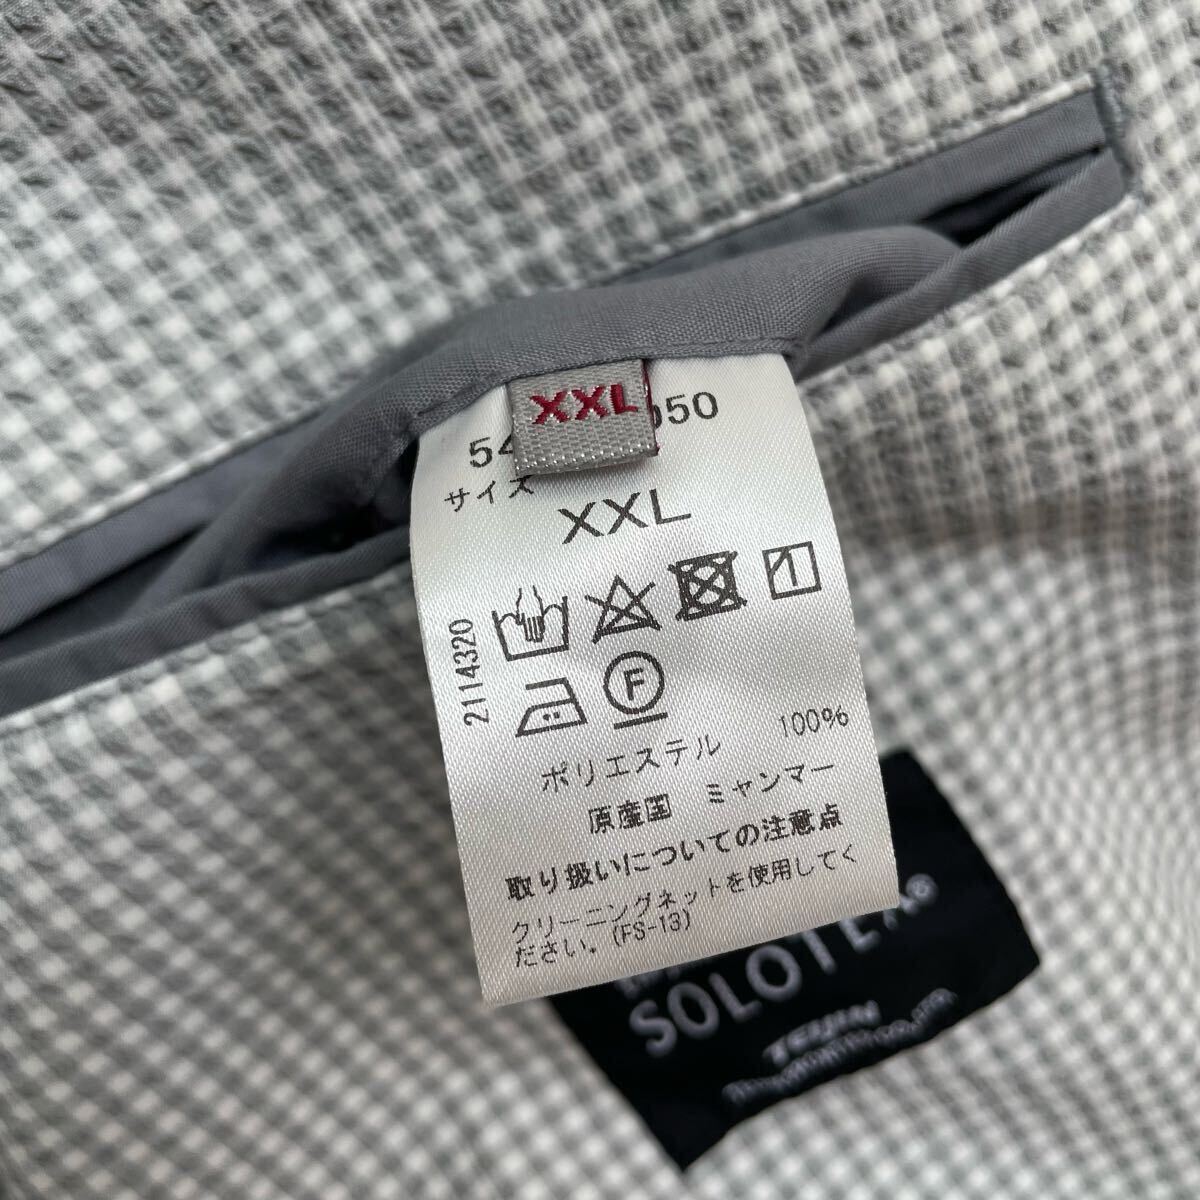 XXL
サイズ
XXL
2114320
F
ポリエステル 100%
原産国 ミャンマー
取り扱いについての注意点
クリーニングネットを使用してく
ださい。(FS-13)
TEIJIN